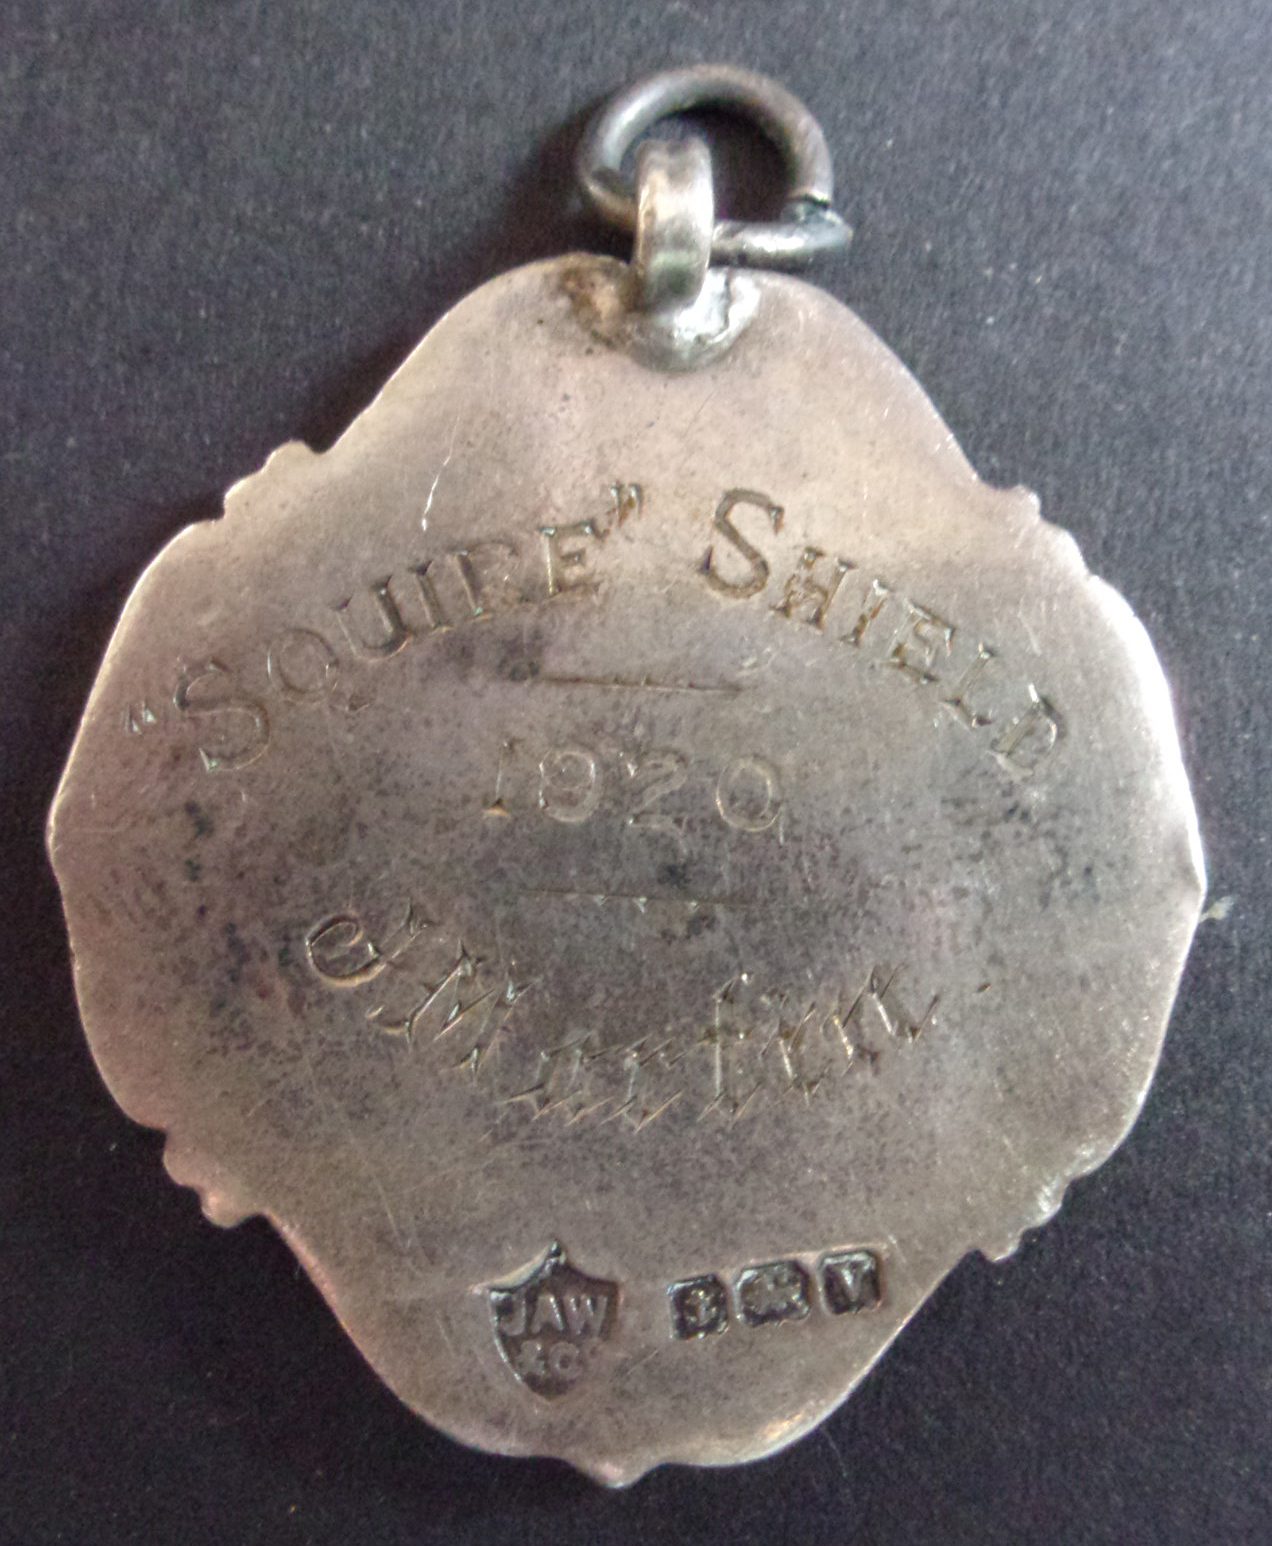 "SQUIRE" SHIELD
1920
C Martin.
JAW
&Co
V